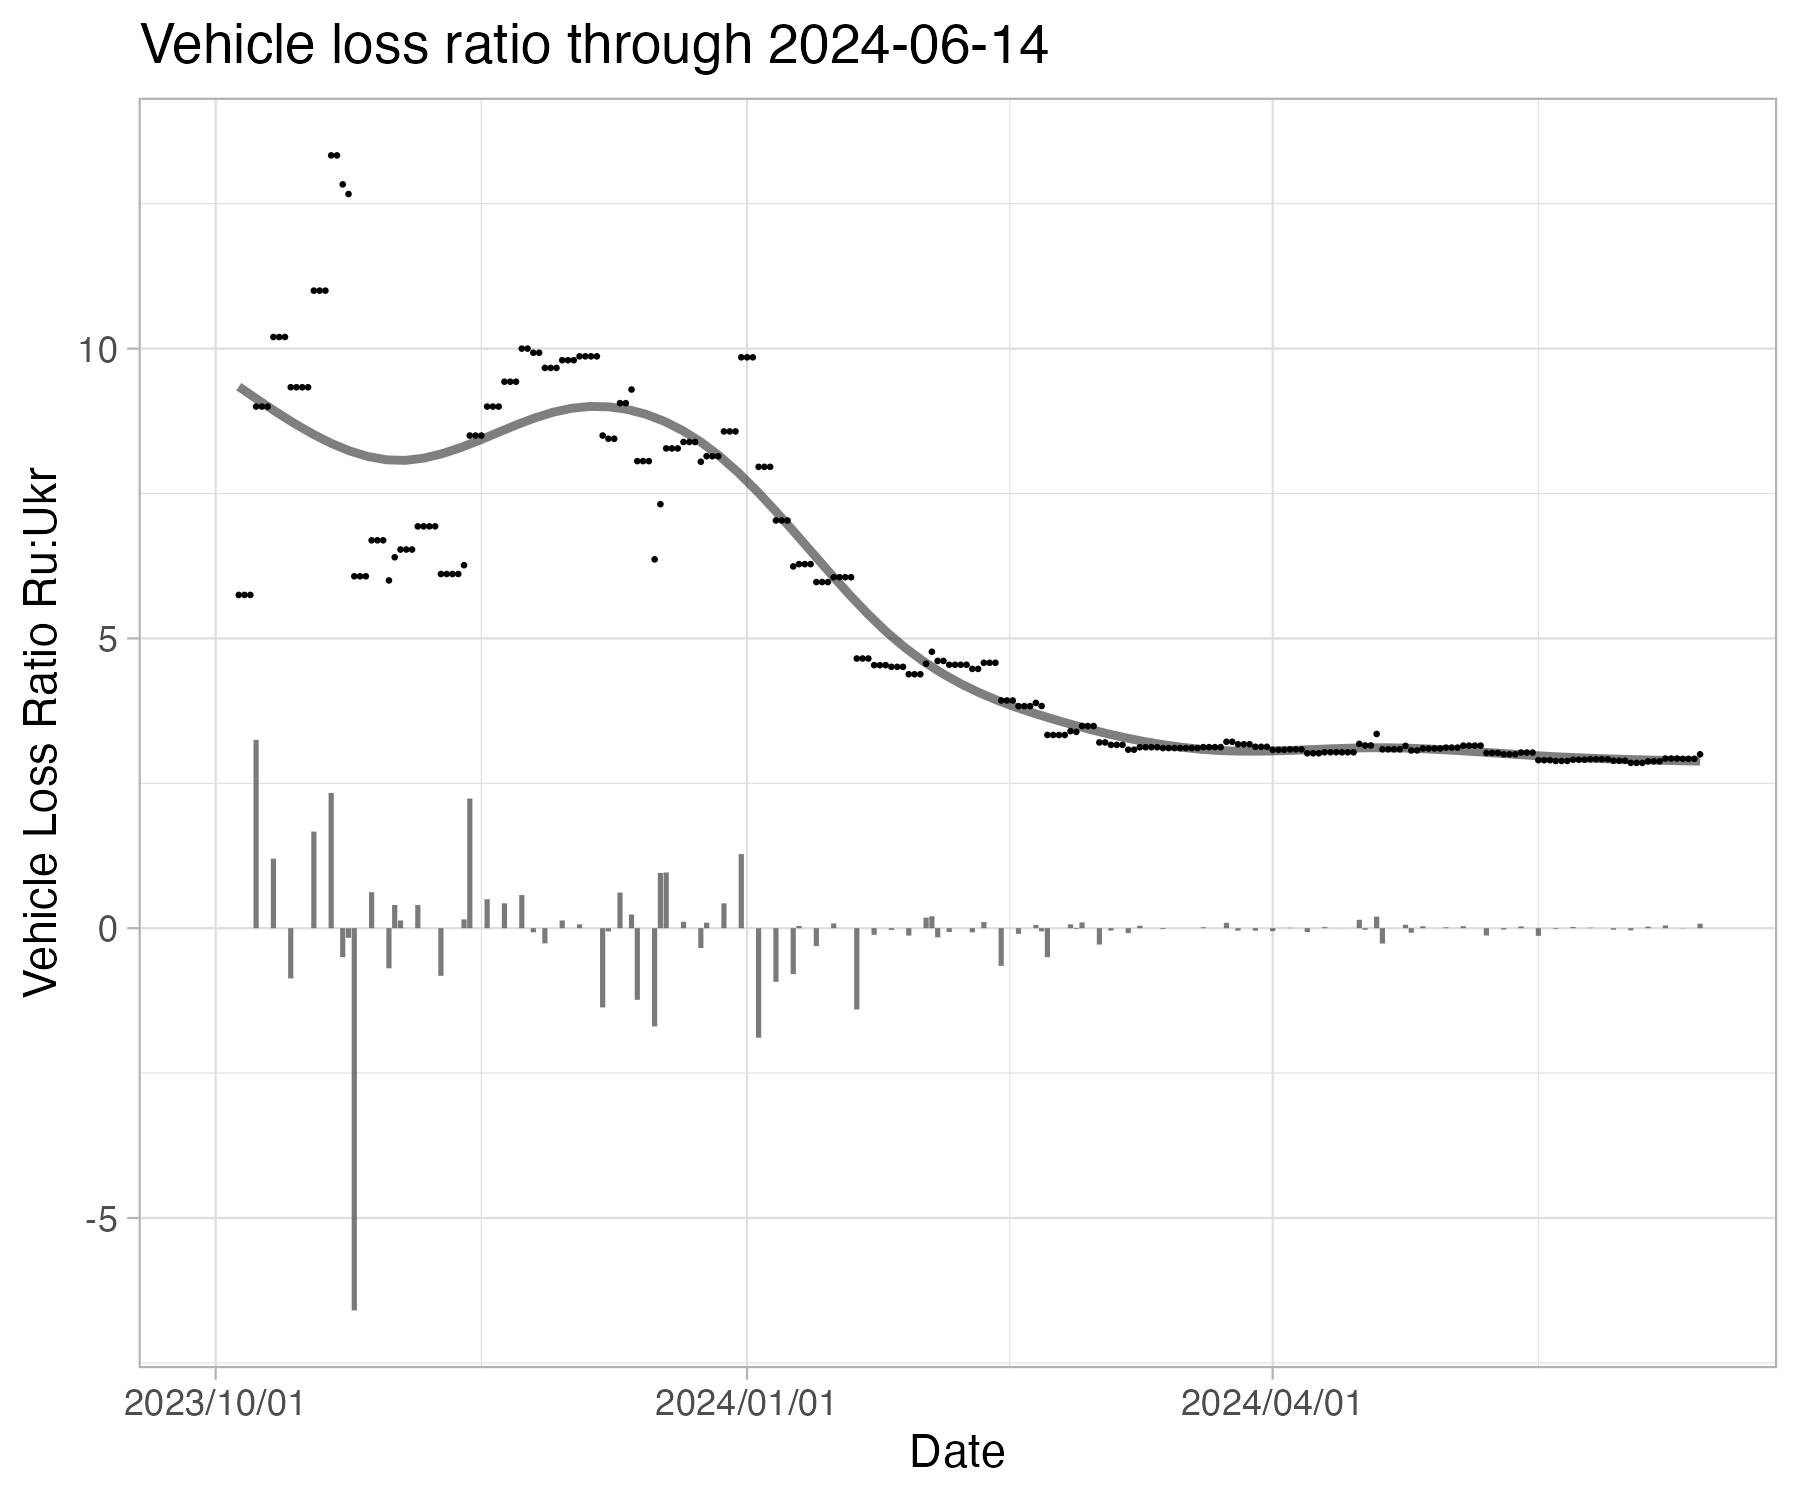 Vehicle loss ratio through 2024-06-14
Vehicle Loss Ratio Ru:Ukr
10
5
0
-5
2023/10/01
2024/01/01
2024/04/01
Date